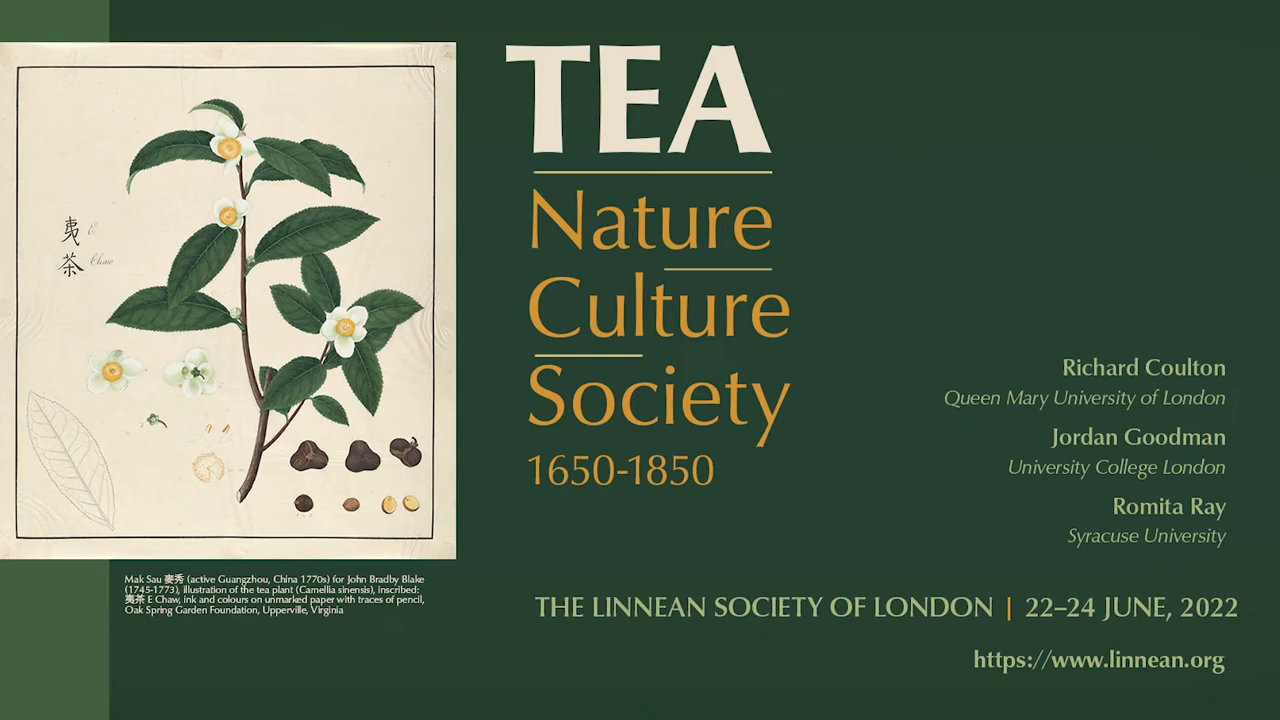 夷 E
茶 Chaw
TEA
Nature
Culture
Society
1650-1850
Richard Coulton
Queen Mary University of London
Jordan Goodman
University College London
Romita Ray
Syracuse University
Mak Sau 麥秀 (active Guangzhou, China 1770s) for John Bradby Blake
(1745-1773), illustration of the tea plant (Camellia sinensis), inscribed:
夷茶 E Chaw, ink and colours on unmarked paper with traces of pencil,
Oak Spring Garden Foundation, Upperville, Virginia
THE LINNEAN SOCIETY OF LONDON | 22–24 JUNE, 2022
https://www.linnean.org